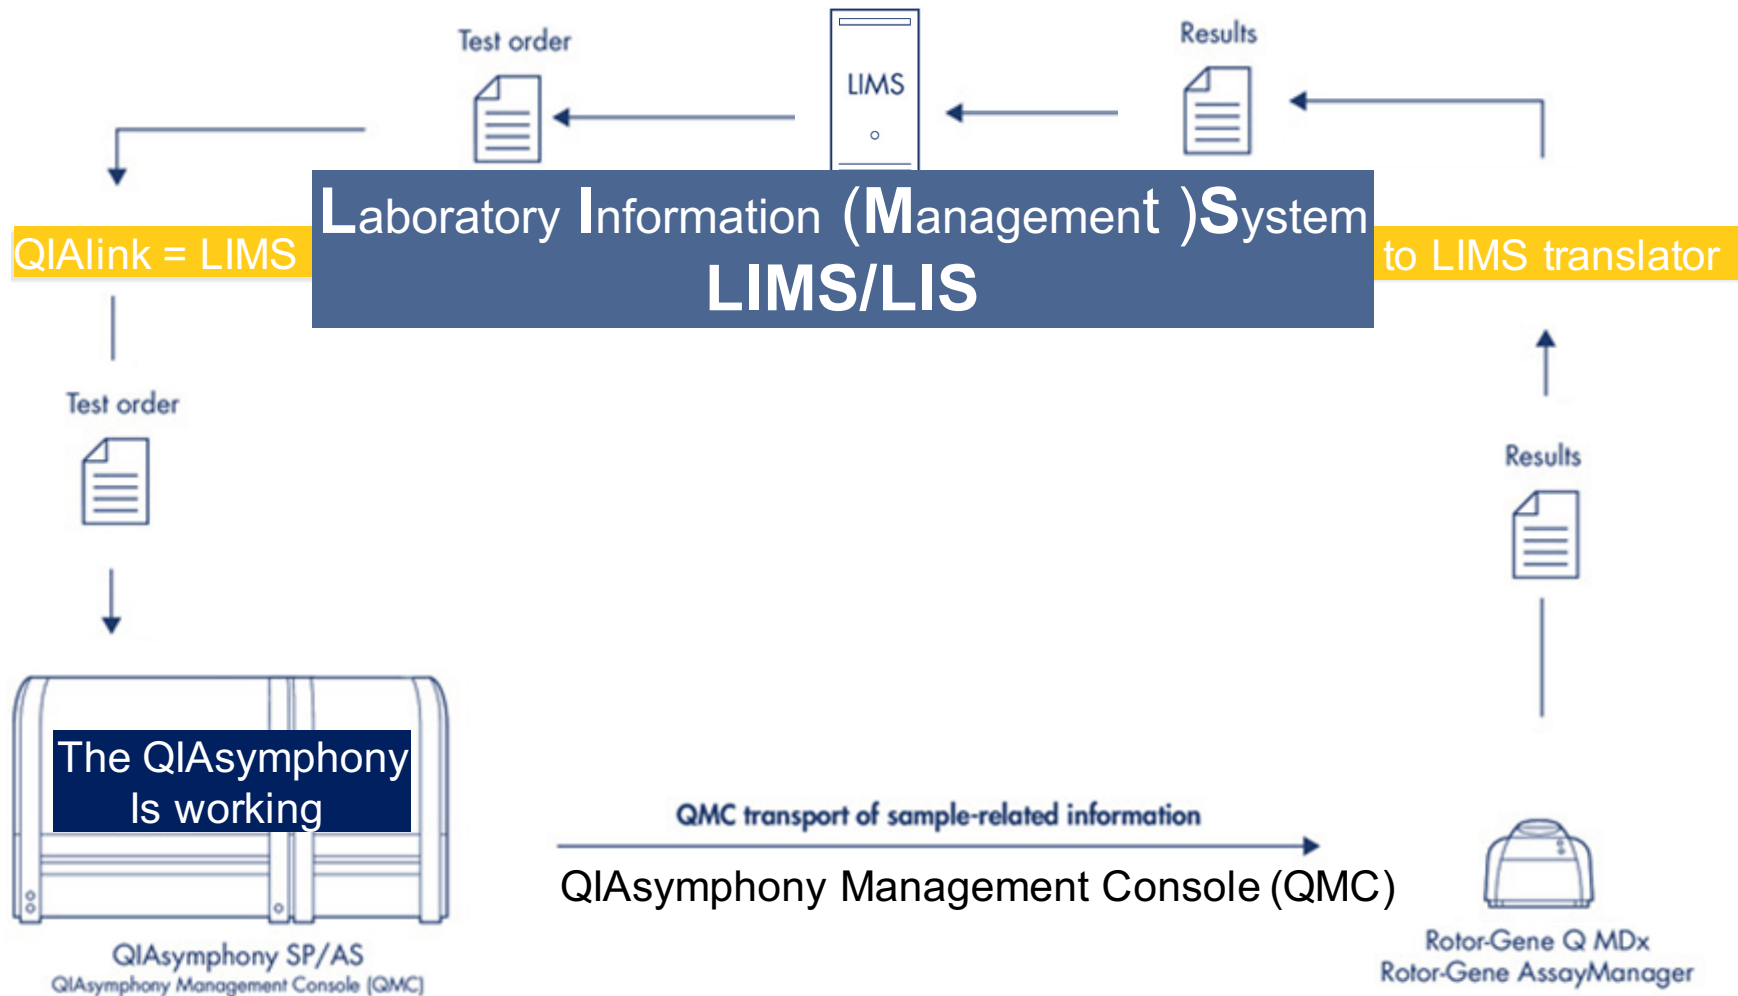 Test order
LIMS
Results
Laboratory Information (Management )System
LIMS/LIS
QIAlink = LIMS
to LIMS translator
Test order
Results
The QIAsymphony
Is working
QMC transport of sample-related information
QIAsymphony Management Console (QMC)
QIAsymphony SP/AS
QIAsymphony Management Console (QMC)
Rotor-Gene Q MDx
Rotor-Gene AssayManager